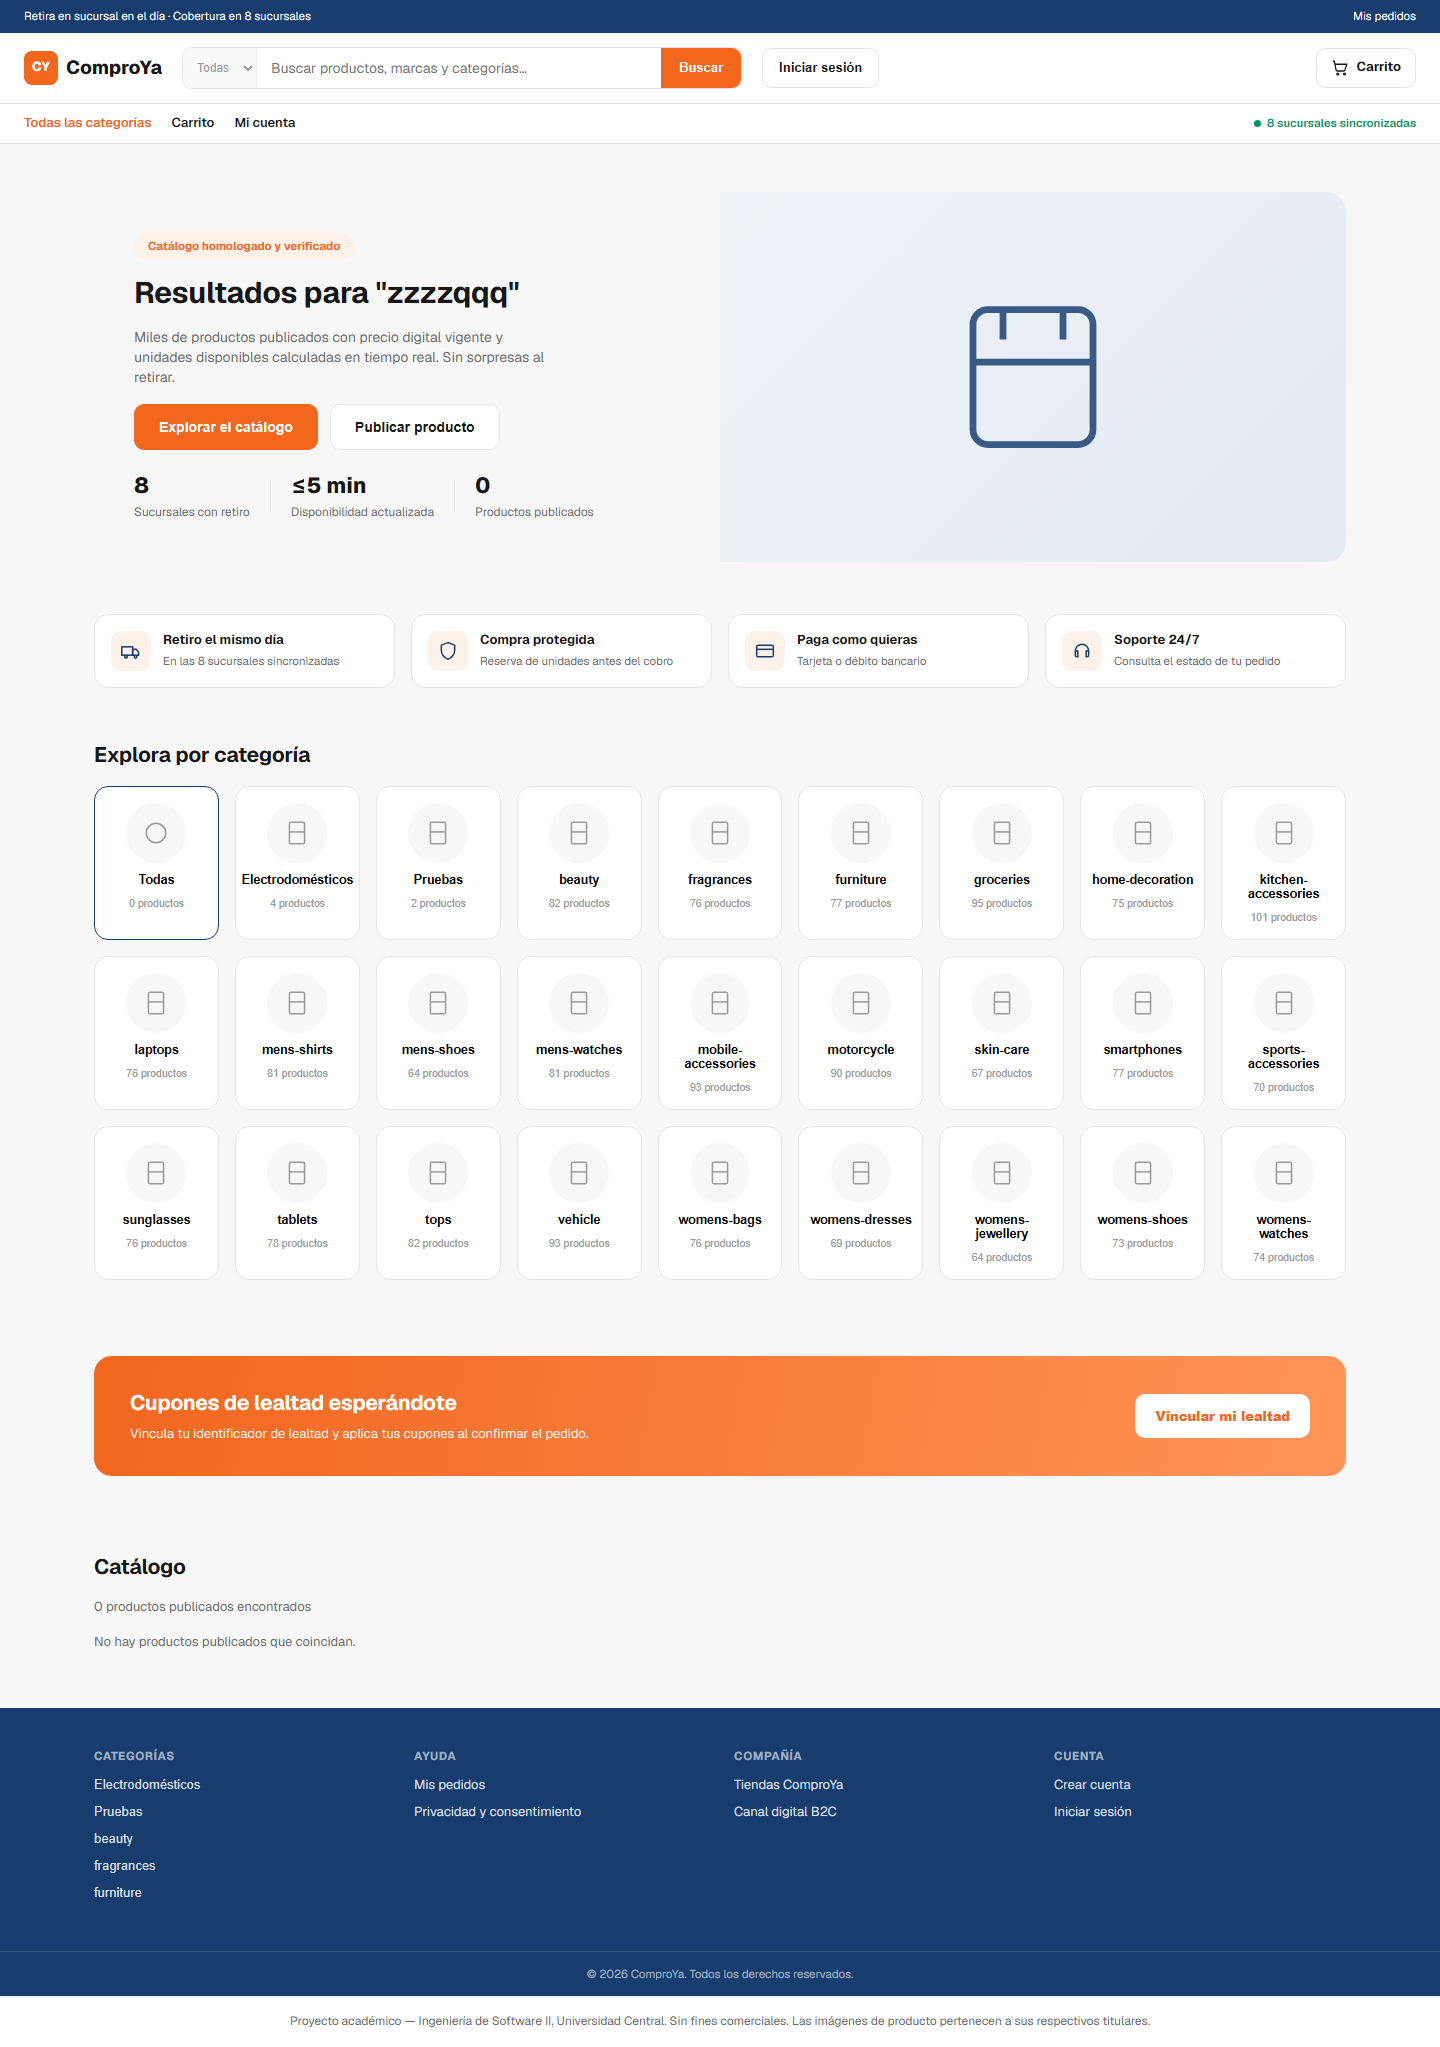 Retira en sucursal en el día · Cobertura en 8 sucursales
Mis pedidos
CY
ComproYa
Todas
Buscar productos, marcas y categorías...
Buscar
Iniciar sesión
Carrito
Todas las categorías
Carrito
Mi cuenta
8 sucursales sincronizadas
Catálogo homologado y verificado
Resultados para "zzzzqqq"
Miles de productos publicados con precio digital vigente y
unidades disponibles calculadas en tiempo real. Sin sorpresas al
retirar.
Explorar el catálogo
Publicar producto
8
Sucursales con retiro
≤5 min
Disponibilidad actualizada
0
Productos publicados
Retiro el mismo día
En las 8 sucursales sincronizadas
Compra protegida
Reserva de unidades antes del cobro
Paga como quieras
Tarjeta o débito bancario
Soporte 24/7
Consulta el estado de tu pedido
Explora por categoría
Todas
0 productos
Electrodomésticos
4 productos
Pruebas
2 productos
beauty
82 productos
fragrances
76 productos
furniture
77 productos
groceries
95 productos
home-decoration
75 productos
kitchen-
accessories
101 productos
laptops
76 productos
mens-shirts
81 productos
mens-shoes
64 productos
mens-watches
81 productos
mobile-
accessories
93 productos
motorcycle
90 productos
skin-care
67 productos
smartphones
77 productos
sports-
accessories
70 productos
sunglasses
76 productos
tablets
78 productos
tops
82 productos
vehicle
93 productos
womens-bags
76 productos
womens-dresses
69 productos
womens-
jewellery
64 productos
womens-shoes
73 productos
womens-
watches
74 productos
Cupones de lealtad esperándote
Vincula tu identificador de lealtad y aplica tus cupones al confirmar el pedido.
Vincular mi lealtad
Catálogo
0 productos publicados encontrados
No hay productos publicados que coincidan.
CATEGORÍAS
Electrodomésticos
Pruebas
beauty
fragrances
furniture
AYUDA
Mis pedidos
Privacidad y consentimiento
COMPAÑÍA
Tiendas ComproYa
Canal digital B2C
CUENTA
Crear cuenta
Iniciar sesión
© 2026 ComproYa. Todos los derechos reservados.
Proyecto académico — Ingeniería de Software II, Universidad Central. Sin fines comerciales. Las imágenes de producto pertenecen a sus respectivos titulares.